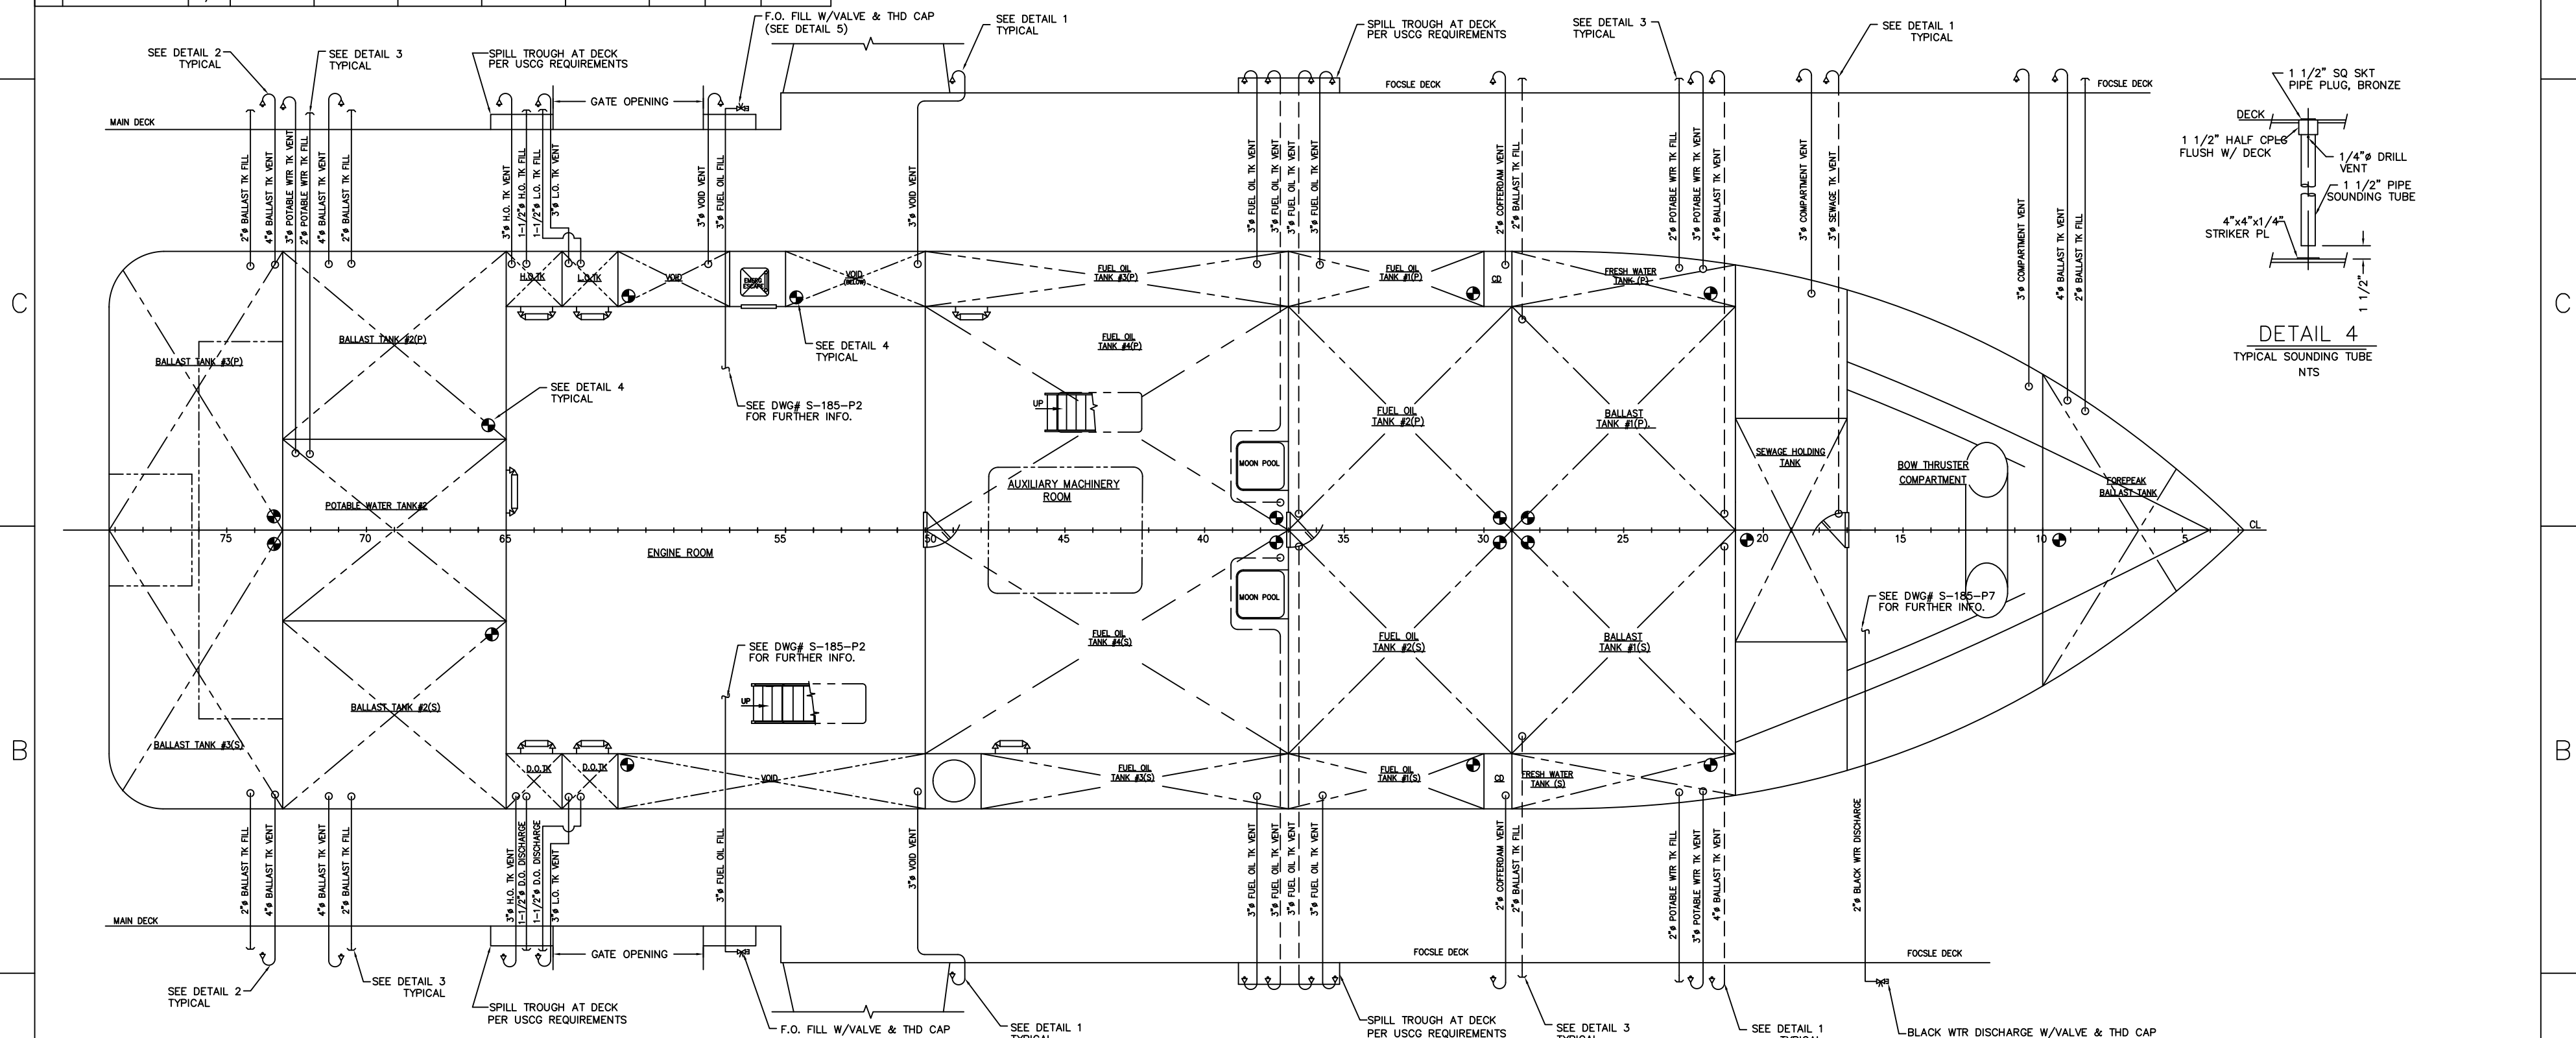 F.O. FILL W/VALVE & THD CAP
(SEE DETAIL 5)
SEE DETAIL 1
TYPICAL
SPILL TROUGH AT DECK
PER USCG REQUIREMENTS
SEE DETAIL 3
TYPICAL
SEE DETAIL 1
TYPICAL
SEE DETAIL 2
TYPICAL
SEE DETAIL 3
TYPICAL
SPILL TROUGH AT DECK
PER USCG REQUIREMENTS
GATE OPENING
FOCSLE DECK
FOCSLE DECK
MAIN DECK
1 1/2" SQ SKT
PIPE PLUG, BRONZE
DECK
1 1/2" HALF CPLG
FLUSH W/ DECK
1/4"ø DRILL
VENT
1 1/2" PIPE
SOUNDING TUBE
4"x4"x1/4"
STRIKER PL
1 1/2"
DETAIL 4
TYPICAL SOUNDING TUBE
NTS
2"ø BALLAST TK FILL
4"ø BALLAST TK VENT
3"ø POTABLE WTR TK VENT
2"ø POTABLE WTR TK FILL
4"ø BALLAST TK VENT
2"ø BALLAST TK FILL
3"ø H.O. TK VENT
1-1/2"ø H.O. TK FILL
1-1/2"ø L.O. TK FILL
3"ø L.O. TK VENT
3"ø VOID VENT
3"ø FUEL OIL FILL
3"ø VOID VENT
3"ø FUEL OIL TK VENT
3"ø FUEL OIL TK VENT
3"ø FUEL OIL TK VENT
3"ø FUEL OIL TK VENT
2"ø COFFERDAM VENT
2"ø BALLAST TK FILL
2"ø POTABLE WTR TK FILL
3"ø POTABLE WTR TK VENT
4"ø BALLAST TK VENT
3"ø COMPARTMENT VENT
3"ø SEWAGE TK VENT
3"ø COMPARTMENT VENT
4"ø BALLAST TK VENT
2"ø BALLAST TK FILL
C
C
H.O.TK
L.O.TK
VOID
EMERG
ESCAPE
VOID
(BELOW)
FUEL OIL
TANK #3(P)
FUEL OIL
TANK #1(P)
CD
FRESH WATER
TANK (P)
BALLAST TANK #3(P)
BALLAST TANK #2(P)
SEE DETAIL 4
TYPICAL
FUEL OIL
TANK #4(P)
SEE DETAIL 4
TYPICAL
SEE DWG# S-185-P2
FOR FURTHER INFO.
UP
FUEL OIL
TANK #2(P)
BALLAST
TANK #1(P).
MOON POOL
SEWAGE HOLDING
TANK
BOW THRUSTER
COMPARTMENT
FOREPEAK
BALLAST TANK
AUXILIARY MACHINERY
ROOM
POTABLE WATER TANK#2
CL
75
70
65
55
50
45
40
35
30
25
20
15
10
5
ENGINE ROOM
MOON POOL
SEE DWG# S-185-P7
FOR FURTHER INFO.
SEE DWG# S-185-P2
FOR FURTHER INFO.
UP
FUEL OIL
TANK #4(S)
FUEL OIL
TANK #2(S)
BALLAST
TANK #1(S)
BALLAST TANK #2(S)
BALLAST TANK #3(S)
B
B
D.O.TK
D.O.TK
VOID
FUEL OIL
TANK #3(S)
FUEL OIL
TANK #1(S)
CD
FRESH WATER
TANK (S)
2"ø BALLAST TK FILL
4"ø BALLAST TK VENT
4"ø BALLAST TK VENT
2"ø BALLAST TK FILL
3"ø H.O. TK VENT
1-1/2"ø D.O. DISCHARGE
1-1/2"ø D.O. DISCHARGE
3"ø L.O. TK VENT
3"ø FUEL OIL FILL
3"ø VOID VENT
3"ø FUEL OIL TK VENT
3"ø FUEL OIL TK VENT
3"ø FUEL OIL TK VENT
3"ø FUEL OIL TK VENT
2"ø COFFERDAM VENT
2"ø BALLAST TK FILL
2"ø POTABLE WTR TK FILL
3"ø POTABLE WTR TK VENT
4"ø BALLAST TK VENT
2"ø BLACK WTR DISCHARGE
MAIN DECK
GATE OPENING
FOCSLE DECK
FOCSLE DECK
SEE DETAIL 2
TYPICAL
SEE DETAIL 3
TYPICAL
SPILL TROUGH AT DECK
PER USCG REQUIREMENTS
F.O. FILL W/VALVE & THD CAP
SEE DETAIL 1
TYPICAL
SPILL TROUGH AT DECK
PER USCG REQUIREMENTS
SEE DETAIL 3
TYPICAL
SEE DETAIL 1
TYPICAL
BLACK WTR DISCHARGE W/VALVE & THD CAP